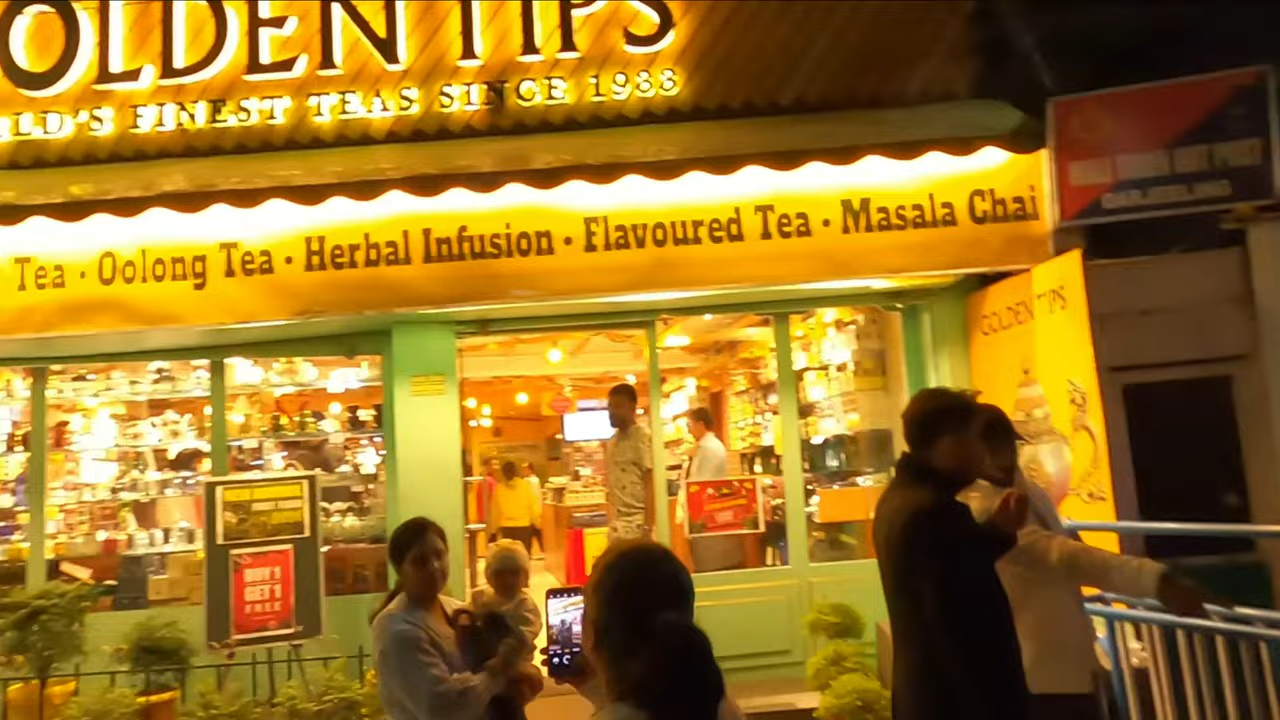 OLDEN TIPS
LD'S FINEST TEAS SINCE 1988
Tea · Oolong Tea · Herbal Infusion · Flavoured Tea · Masala Chai
GOLDEN TIPS
BUY 1
GET 1
FREE
DARJEELING